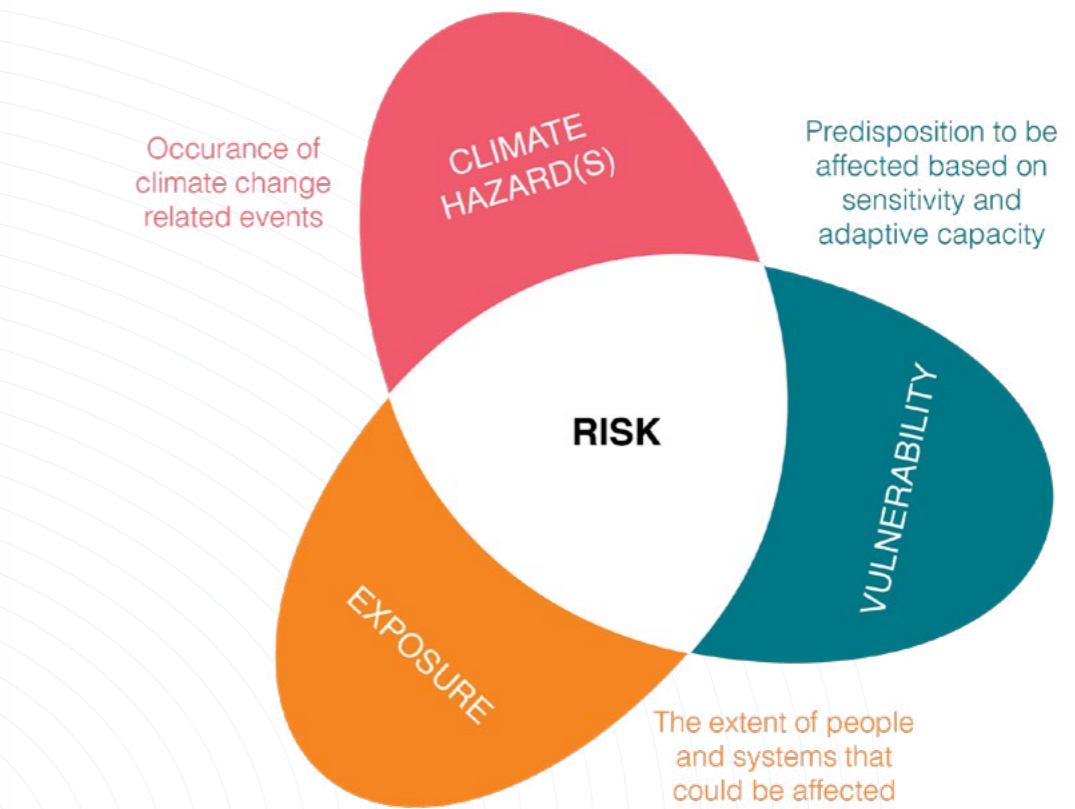 CLIMATE
HAZARD(S)
Occurance of
climate change
related events
Predisposition to be
affected based on
sensitivity and
adaptive capacity
RISK
VULNERABILITY
EXPOSURE
The extent of people
and systems that
could be affected